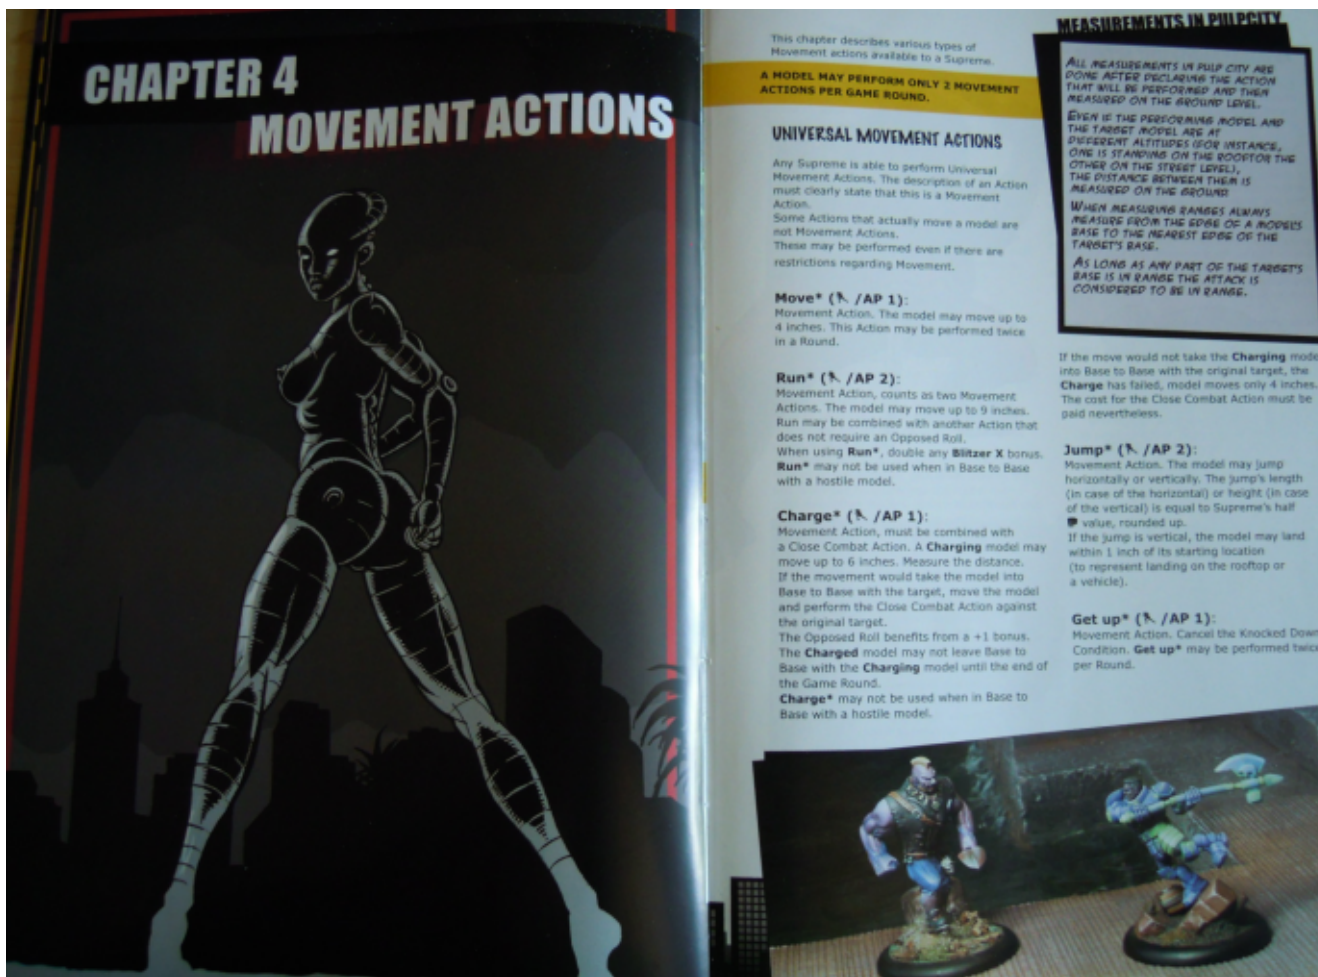 CHAPTER 4
MOVEMENT ACTIONS
This chapter describes various types of
Movement actions available to a Supreme.
A MODEL MAY PERFORM ONLY 2 MOVEMENT
ACTIONS PER GAME ROUND.
UNIVERSAL MOVEMENT ACTIONS
Any Supreme is able to perform Universal
Movement Actions. The description of an Action
must clearly state that this is a Movement
Action.
Some Actions that actually move a model are
not Movement Actions.
These may be performed even if there are
restrictions regarding Movement.
Move* ( /AP 1):
Movement Action. The model may move up to
4 inches. This Action may be performed twice
in a Round.
Run* ( /AP 2):
Movement Action, counts as two Movement
Actions. The model may move up to 9 inches.
Run may be combined with another Action that
does not require an Opposed Roll.
When using Run*, double any Blitzer X bonus.
Run* may not be used when in Base to Base
with a hostile model.
Charge* ( /AP 1):
Movement Action, must be combined with
a Close Combat Action. A Charging model may
move up to 6 inches. Measure the distance.
If the movement would take the model into
Base to Base with the target, move the model
and perform the Close Combat Action against
the original target.
The Opposed Roll benefits from a +1 bonus.
The Charged model may not leave Base to
Base with the Charging model until the end of
the Game Round.
Charge* may not be used when in Base to
Base with a hostile model.
MEASUREMENTS IN PULPCITY
ALL MEASUREMENTS IN PULP CITY ARE
DONE AFTER DECLARING THE ACTION
THAT WILL BE PERFORMED AND THEN
MEASURED ON THE GROUND LEVEL.
EVEN IF THE PERFORMING MODEL AND
THE TARGET MODEL ARE AT
DIFFERENT ALTITUDES (FOR INSTANCE,
ONE IS STANDING ON THE ROOFTOP, THE
OTHER ON THE STREET LEVEL),
THE DISTANCE BETWEEN THEM IS
MEASURED ON THE GROUND.
WHEN MEASURING RANGES ALWAYS
MEASURE FROM THE EDGE OF A MODEL'S
BASE TO THE NEAREST EDGE OF THE
TARGET'S BASE.
AS LONG AS ANY PART OF THE TARGET'S
BASE IS IN RANGE THE ATTACK IS
CONSIDERED TO BE IN RANGE.
If the move would not take the Charging mode
into Base to Base with the original target, the
Charge has failed, model moves only 4 inches.
The cost for the Close Combat Action must be
paid nevertheless.
Jump* ( /AP 2):
Movement Action. The model may jump
horizontally or vertically. The jump's length
(in case of the horizontal) or height (in case
of the vertical) is equal to Supreme's half
value, rounded up.
If the jump is vertical, the model may land
within 1 inch of its starting location
(to represent landing on the rooftop or
a vehicle).
Get up* ( /AP 1):
Movement Action. Cancel the Knocked Down
Condition. Get up* may be performed twice
per Round.